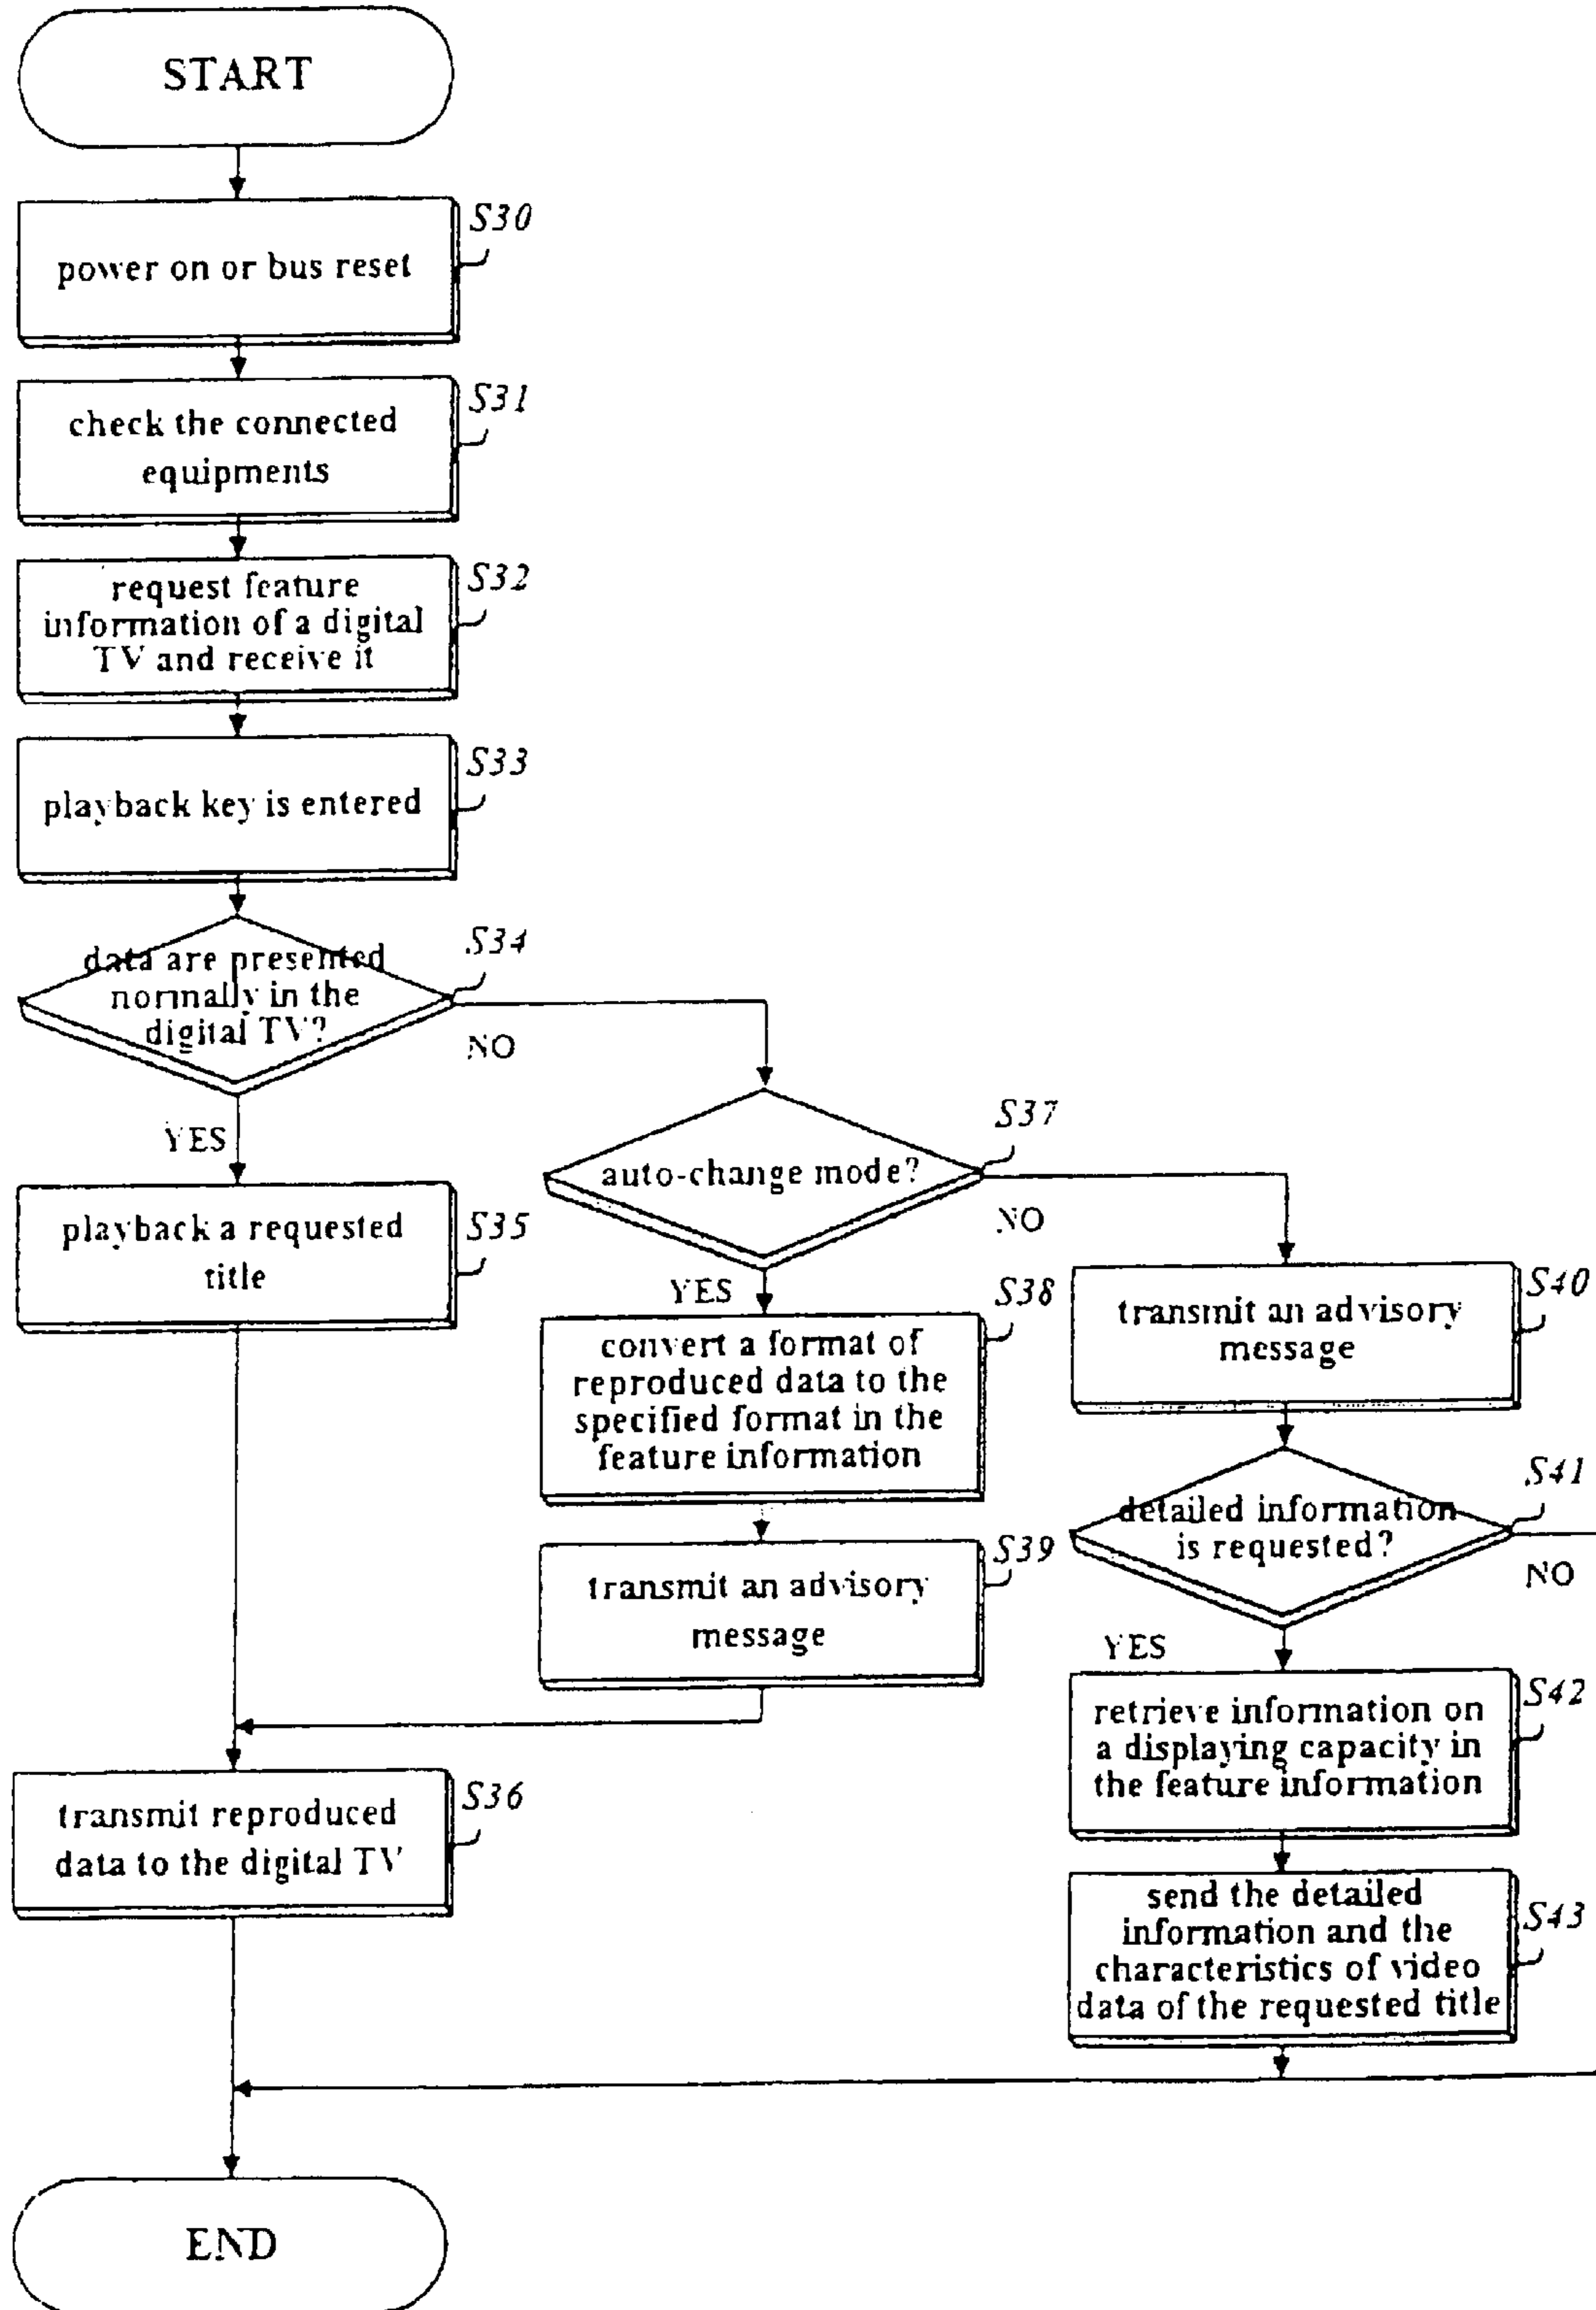 START
S30
power on or bus reset
S31
check the connected
equipments
S32
request feature
information of a digital
TV and receive it
S33
playback key is entered
S34
data are presented
normally in the
digital TV?
NO
YES
S35
playback a requested
title
S37
auto-change mode?
NO
YES
S38
convert a format of
reproduced data to the
specified format in the
feature information
S39
transmit an advisory
message
S36
transmit reproduced
data to the digital TV
S40
transmit an advisory
message
S41
detailed information
is requested?
NO
YES
S42
retrieve information on
a displaying capacity in
the feature information
S43
send the detailed
information and the
characteristics of video
data of the requested title
END